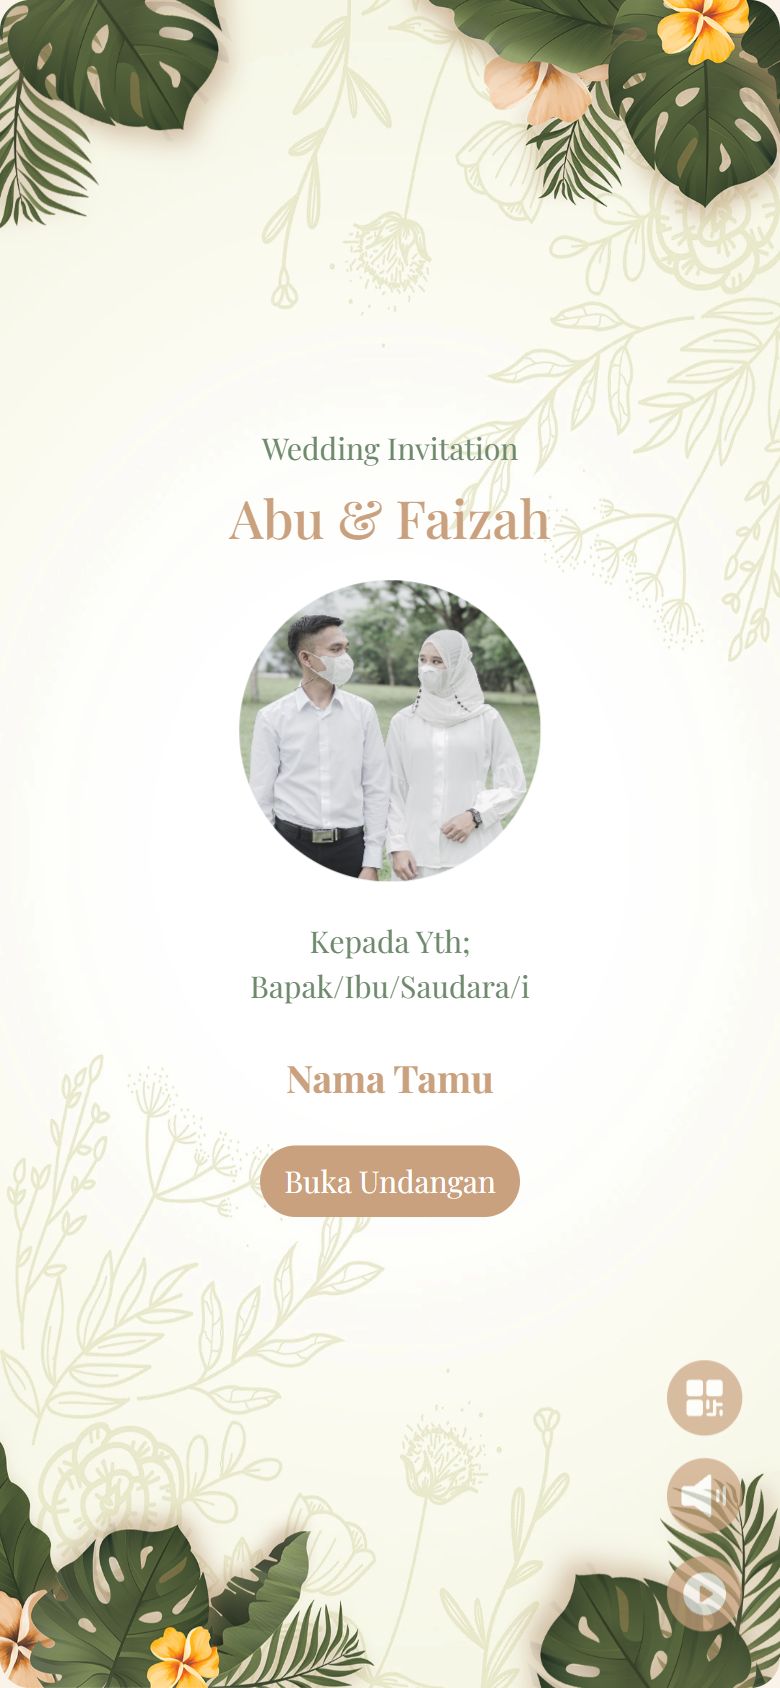 Wedding Invitation
Abu & Faizah
Kepada Yth;
Bapak/Ibu/Saudara/i
Nama Tamu
Buka Undangan